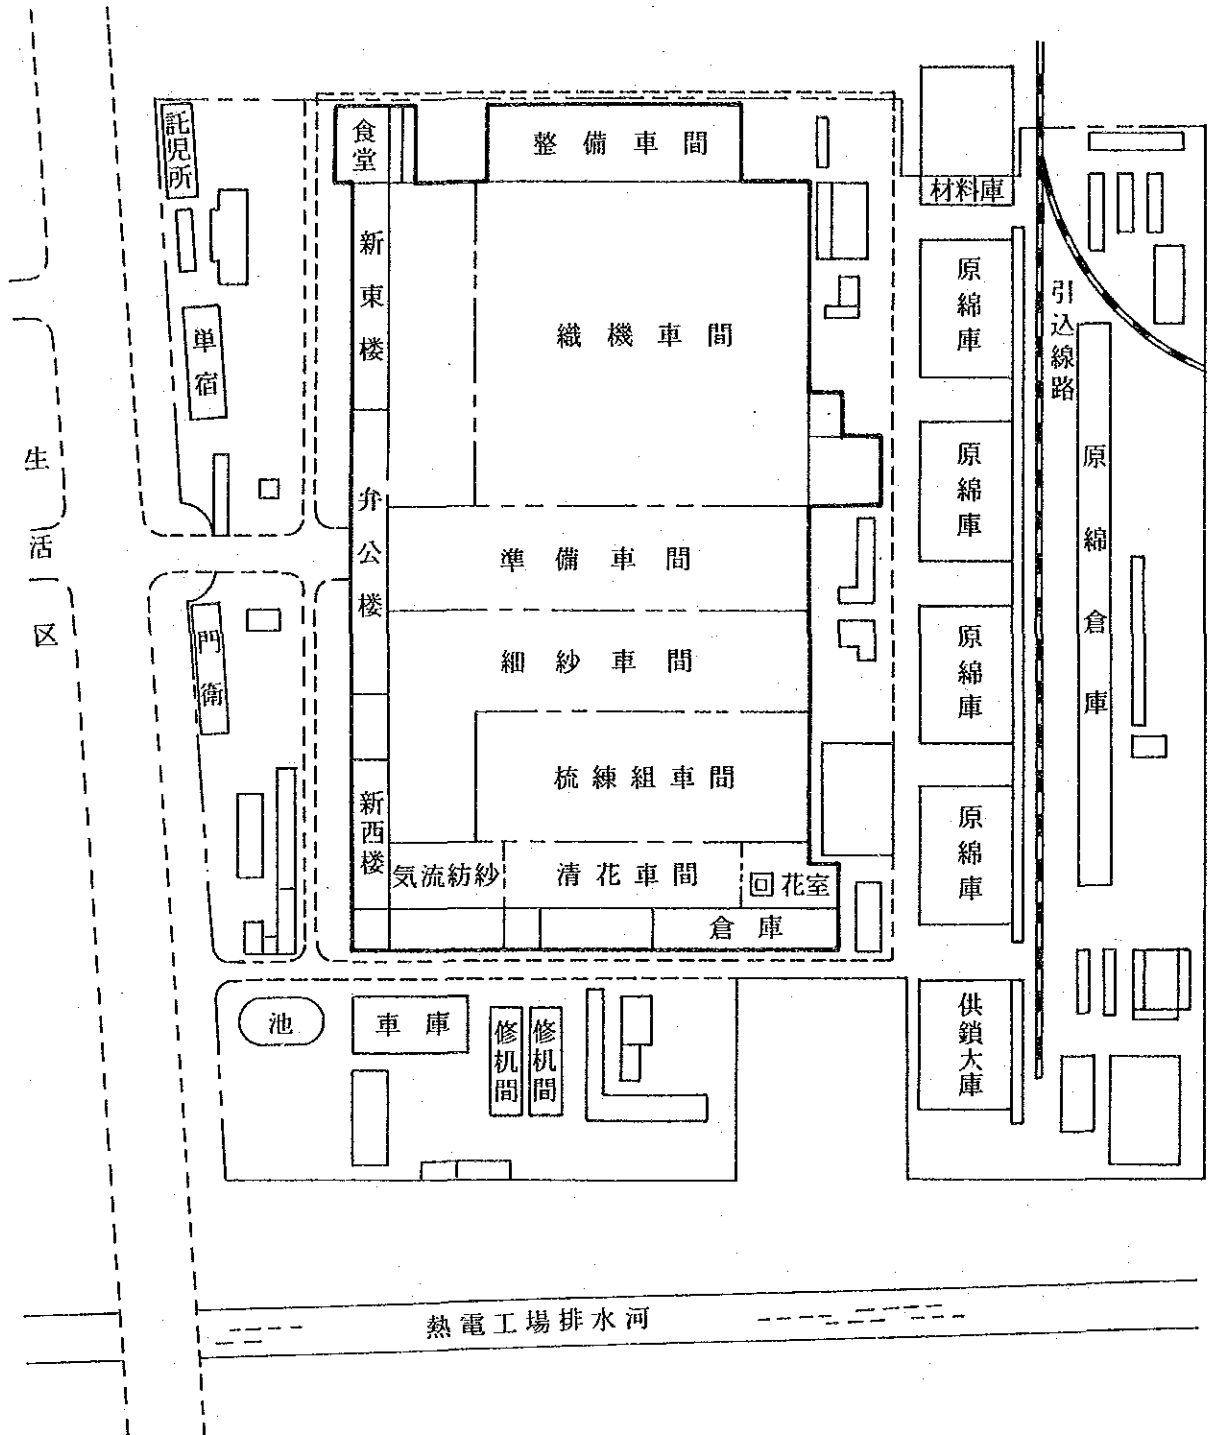 託児所
食堂
整備車間
材料庫
新東楼
織機車間
原綿庫
引込線路
単宿
生活区
原綿庫
原綿倉庫
弁公楼
準備車間
門衛
細紗車間
原綿庫
梳練組車間
新西楼
原綿庫
気流紡紗
清花車間
回花室
倉庫
池
車庫
修机間
修机間
供鎖大庫
熱電工場排水河